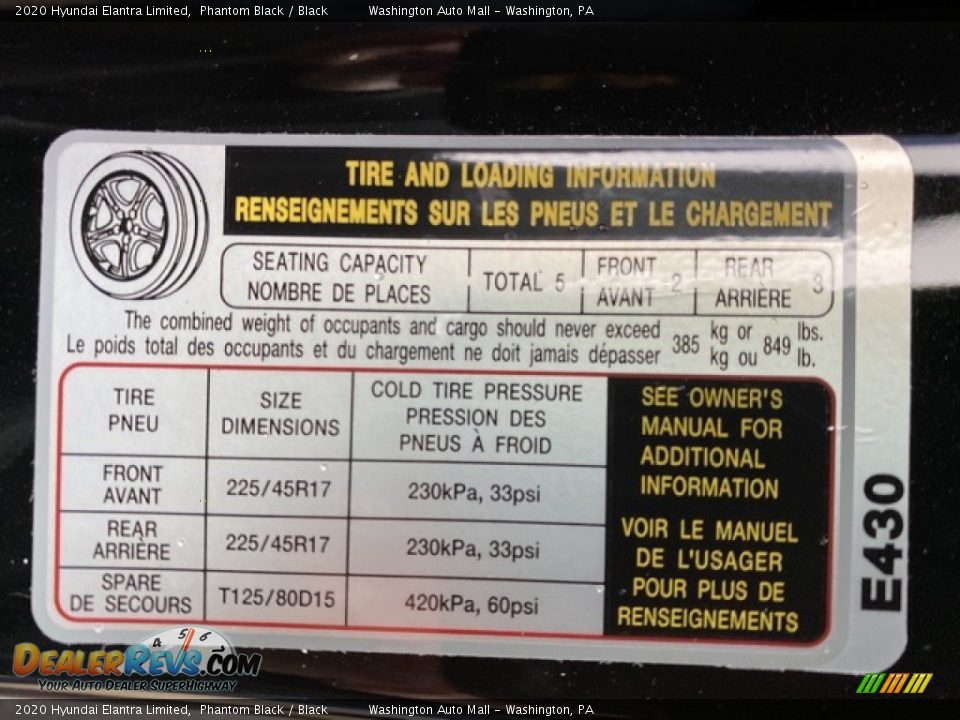 2020 Hyundai Elantra Limited, Phantom Black / Black Washington Auto Mall - Washington, PA
TIRE AND LOADING INFORMATION
RENSEIGNEMENTS SUR LES PNEUS ET LE CHARGEMENT
SEATING CAPACITY
NOMBRE DE PLACES
TOTAL 5
FRONT
AVANT
2
REAR
ARRIÈRE
3
The combined weight of occupants and cargo should never exceed 385 kg or 849 lbs.
Le poids total des occupants et du chargement ne doit jamais dépasser kg ou lb.
TIRE
PNEU
SIZE
DIMENSIONS
COLD TIRE PRESSURE
PRESSION DES
PNEUS À FROID
FRONT
AVANT
225/45R17
230kPa, 33psi
REAR
ARRIÈRE
225/45R17
230kPa, 33psi
SPARE
DE SECOURS
T125/80D15
420kPa, 60psi
SEE OWNER'S
MANUAL FOR
ADDITIONAL
INFORMATION
VOIR LE MANUEL
DE L'USAGER
POUR PLUS DE
RENSEIGNEMENTS
E430
4 5 6
DEALERREVS.COM
YOUR AUTO DEALER SUPERHIGHWAY
2020 Hyundai Elantra Limited, Phantom Black / Black Washington Auto Mall - Washington, PA